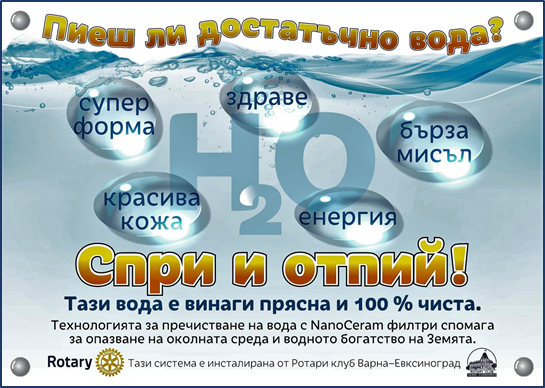 Пиеш ли достатъчно вода?
супер
форма
здраве
бърза
мисъл
H2O
красива
кожа
енергия
Спри и отпий!
Тази вода е винаги прясна и 100 % чиста.
Технологията за пречистване на вода с NanoCeram филтри спомага
за опазване на околната среда и водното богатство на Земята.
Rotary
Тази система е инсталирана от Ротари клуб Варна–Евксиноград